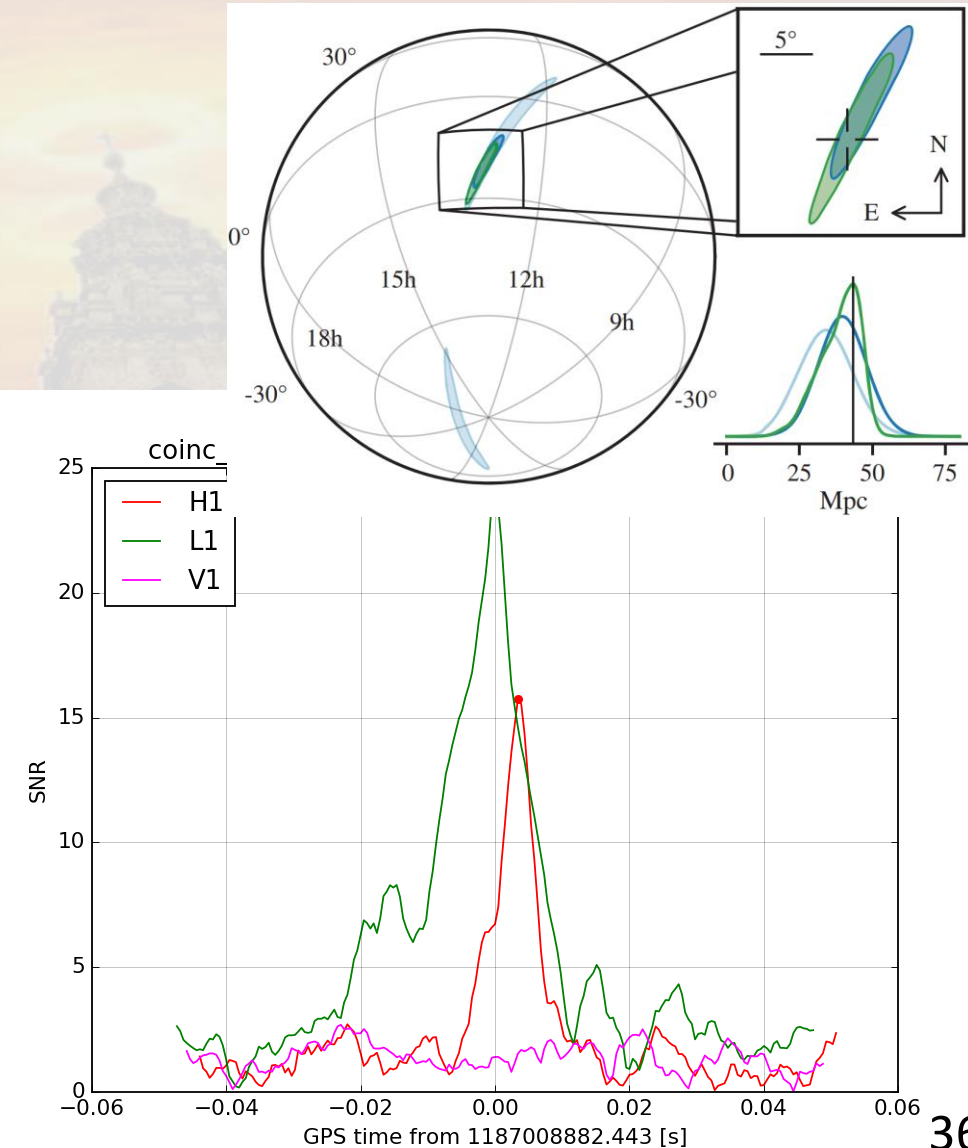 30°
5°
N
E
0°
15h
12h
9h
18h
-30°
-30°
0 25 50 75
Mpc
coinc_
H1
L1
V1
25
20
15
10
5
0
SNR
−0.06 −0.04 −0.02 0.00 0.02 0.04 0.06
GPS time from 1187008882.443 [s]
36